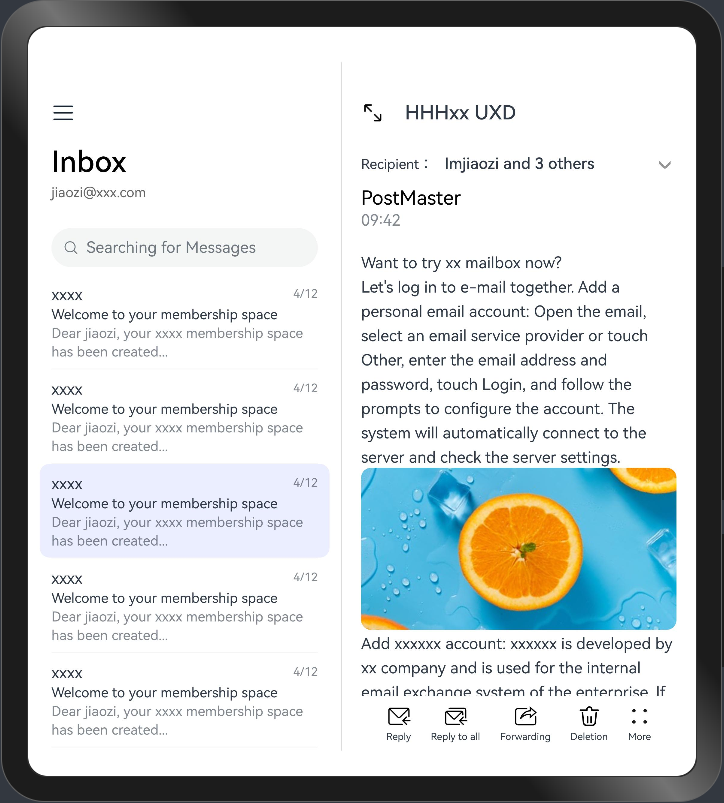 Inbox
jiaozi@xxx.com
Searching for Messages
xxxx 4/12
Welcome to your membership space
Dear jiaozi, your xxxx membership space
has been created...
xxxx 4/12
Welcome to your membership space
Dear jiaozi, your xxxx membership space
has been created...
xxxx 4/12
Welcome to your membership space
Dear jiaozi, your xxxx membership space
has been created...
xxxx 4/12
Welcome to your membership space
Dear jiaozi, your xxxx membership space
has been created...
xxxx 4/12
Welcome to your membership space
Dear jiaozi, your xxxx membership space
has been created...
HHHxx UXD
Recipient： Imjiaozi and 3 others
PostMaster
09:42
Want to try xx mailbox now?
Let's log in to e-mail together. Add a
personal email account: Open the email,
select an email service provider or touch
Other, enter the email address and
password, touch Login, and follow the
prompts to configure the account. The
system will automatically connect to the
server and check the server settings.
Add xxxxxx account: xxxxxx is developed by
xx company and is used for the internal
email exchange system of the enterprise. If
Reply Reply to all Forwarding Deletion More